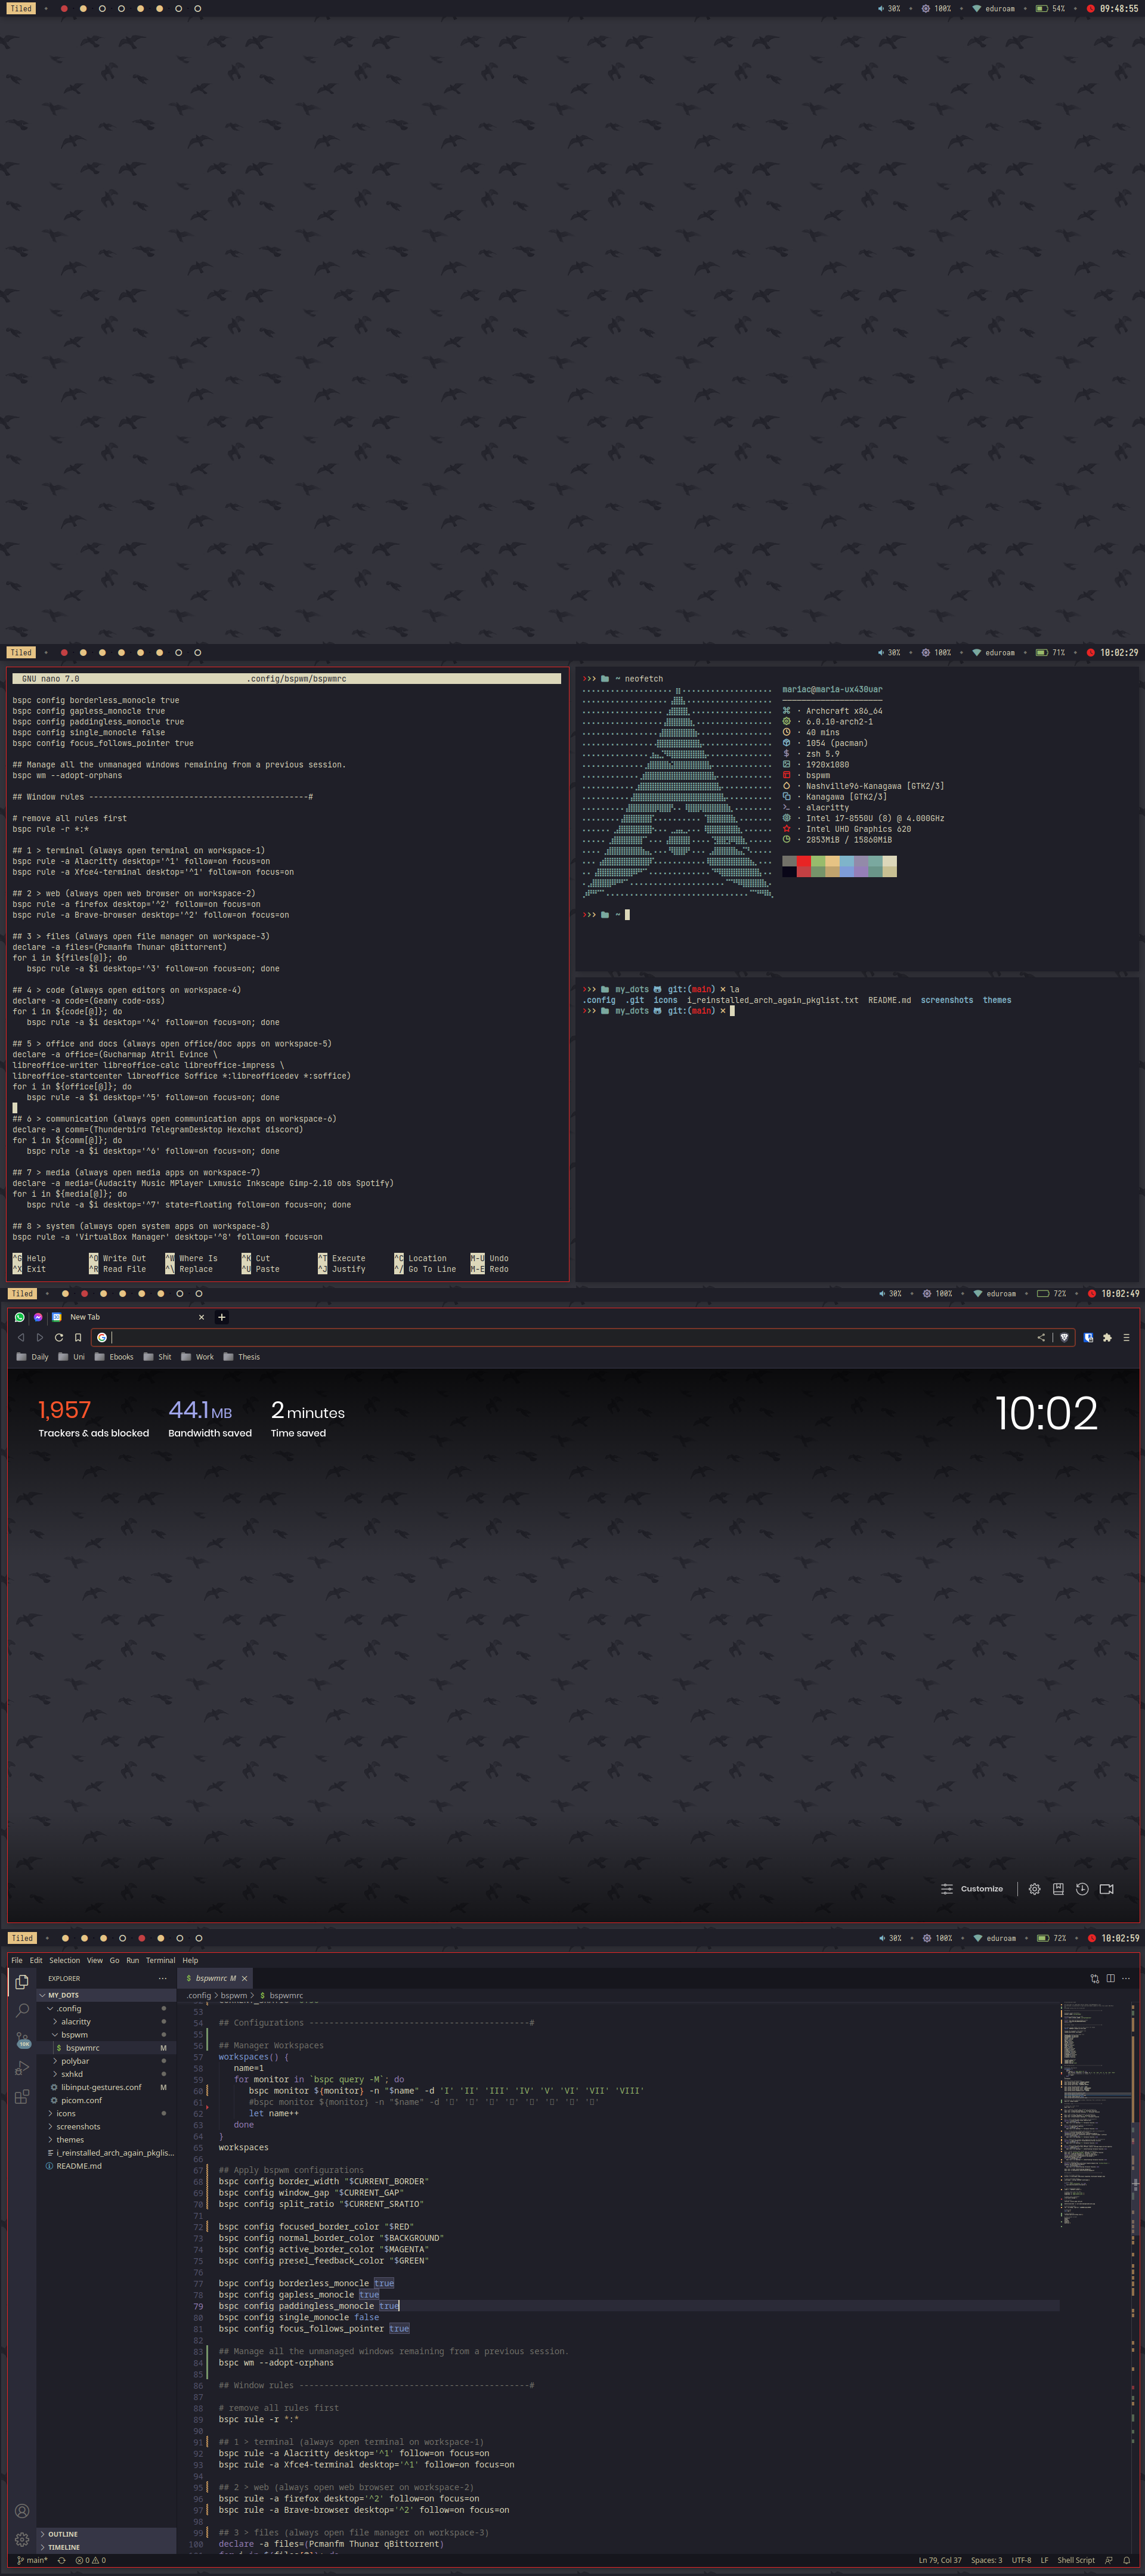 Tiled
30% 100% eduroam 54% 09:48:55
Tiled
30% 100% eduroam 71% 10:02:29
GNU nano 7.0 .config/bspwm/bspwmrc
bspc config borderless_monocle true
bspc config gapless_monocle true
bspc config paddingless_monocle true
bspc config single_monocle false
bspc config focus_follows_pointer true
## Manage all the unmanaged windows remaining from a previous session.
bspc wm --adopt-orphans
## Window rules ----------------------------------------------#
# remove all rules first
bspc rule -r *:*
## 1 > terminal (always open terminal on workspace-1)
bspc rule -a Alacritty desktop='^1' follow=on focus=on
bspc rule -a Xfce4-terminal desktop='^1' follow=on focus=on
## 2 > web (always open web browser on workspace-2)
bspc rule -a firefox desktop='^2' follow=on focus=on
bspc rule -a Brave-browser desktop='^2' follow=on focus=on
## 3 > files (always open file manager on workspace-3)
declare -a files=(Pcmanfm Thunar qBittorrent)
for i in ${files[@]}; do
bspc rule -a $i desktop='^3' follow=on focus=on; done
## 4 > code (always open editors on workspace-4)
declare -a code=(Geany code-oss)
for i in ${code[@]}; do
bspc rule -a $i desktop='^4' follow=on focus=on; done
## 5 > office and docs (always open office/doc apps on workspace-5)
declare -a office=(Gucharmap Atril Evince \
libreoffice-writer libreoffice-calc libreoffice-impress \
libreoffice-startcenter libreoffice Soffice *:libreofficedev *:soffice)
for i in ${office[@]}; do
bspc rule -a $i desktop='^5' follow=on focus=on; done
## 6 > communication (always open communication apps on workspace-6)
declare -a comm=(Thunderbird TelegramDesktop Hexchat discord)
for i in ${comm[@]}; do
bspc rule -a $i desktop='^6' follow=on focus=on; done
## 7 > media (always open media apps on workspace-7)
declare -a media=(Audacity Music MPlayer Lxmusic Inkscape Gimp-2.10 obs Spotify)
for i in ${media[@]}; do
bspc rule -a $i desktop='^7' state=floating follow=on focus=on; done
## 8 > system (always open system apps on workspace-8)
bspc rule -a 'VirtualBox Manager' desktop='^8' follow=on focus=on
^G Help ^O Write Out ^W Where Is ^K Cut ^T Execute ^C Location M-U Undo
^X Exit ^R Read File ^\ Replace ^U Paste ^J Justify ^/ Go To Line M-E Redo
>>> ~ neofetch
mariac@maria-ux430uar
Archcraft x86_64
6.0.10-arch2-1
40 mins
1054 (pacman)
zsh 5.9
1920x1080
bspwm
Nashville96-Kanagawa [GTK2/3]
Kanagawa [GTK2/3]
alacritty
Intel i7-8550U (8) @ 4.000GHz
Intel UHD Graphics 620
2853MiB / 15860MiB
>>> ~
>>> my_dots git:(main) × la
.config .git icons i_reinstalled_arch_again_pkglist.txt README.md screenshots themes
>>> my_dots git:(main) ×
Tiled
30% 100% eduroam 72% 10:02:49
New Tab
Daily Uni Ebooks Shit Work Thesis
1,957 44.1 MB 2 minutes
Trackers & ads blocked Bandwidth saved Time saved
10:02
Customize
Tiled
30% 100% eduroam 72% 10:02:59
File Edit Selection View Go Run Terminal Help
EXPLORER
MY_DOTS
.config
alacritty
bspwm
$ bspwmrc M
polybar
sxhkd
libinput-gestures.conf M
picom.conf
icons
screenshots
themes
i_reinstalled_arch_again_pkglis...
README.md
OUTLINE
TIMELINE
$ bspwmrc M
.config > bspwm > $ bspwmrc
53
54 ## Configurations --------------------------------------------#
55
56 ## Manager Workspaces
57 workspaces() {
58 name=1
59 for monitor in `bspc query -M`; do
60 bspc monitor ${monitor} -n "$name" -d 'I' 'II' 'III' 'IV' 'V' 'VI' 'VII' 'VIII'
61 #bspc monitor ${monitor} -n "$name" -d
62 let name++
63 done
64 }
65 workspaces
66
67 ## Apply bspwm configurations
68 bspc config border_width "$CURRENT_BORDER"
69 bspc config window_gap "$CURRENT_GAP"
70 bspc config split_ratio "$CURRENT_SRATIO"
71
72 bspc config focused_border_color "$RED"
73 bspc config normal_border_color "$BACKGROUND"
74 bspc config active_border_color "$MAGENTA"
75 bspc config presel_feedback_color "$GREEN"
76
77 bspc config borderless_monocle true
78 bspc config gapless_monocle true
79 bspc config paddingless_monocle true
80 bspc config single_monocle false
81 bspc config focus_follows_pointer true
82
83 ## Manage all the unmanaged windows remaining from a previous session.
84 bspc wm --adopt-orphans
85
86 ## Window rules ----------------------------------------------#
87
88 # remove all rules first
89 bspc rule -r *:*
90
91 ## 1 > terminal (always open terminal on workspace-1)
92 bspc rule -a Alacritty desktop='^1' follow=on focus=on
93 bspc rule -a Xfce4-terminal desktop='^1' follow=on focus=on
94
95 ## 2 > web (always open web browser on workspace-2)
96 bspc rule -a firefox desktop='^2' follow=on focus=on
97 bspc rule -a Brave-browser desktop='^2' follow=on focus=on
98
99 ## 3 > files (always open file manager on workspace-3)
100 declare -a files=(Pcmanfm Thunar qBittorrent)
main* 0 0 Ln 79, Col 37 Spaces: 3 UTF-8 LF Shell Script